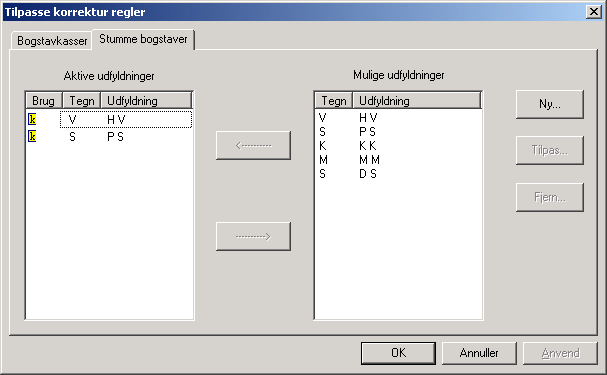 Tilpasse korrektur regler
Bogstavkasser Stumme bogstaver
Aktive udfyldninger
Brug Tegn Udfyldning
k V H V
k S P S
<----------
---------->
Mulige udfyldninger
Tegn Udfyldning
V H V
S P S
K K K
M M M
S D S
Ny...
Tilpas...
Fjern...
OK Annuller Anvend